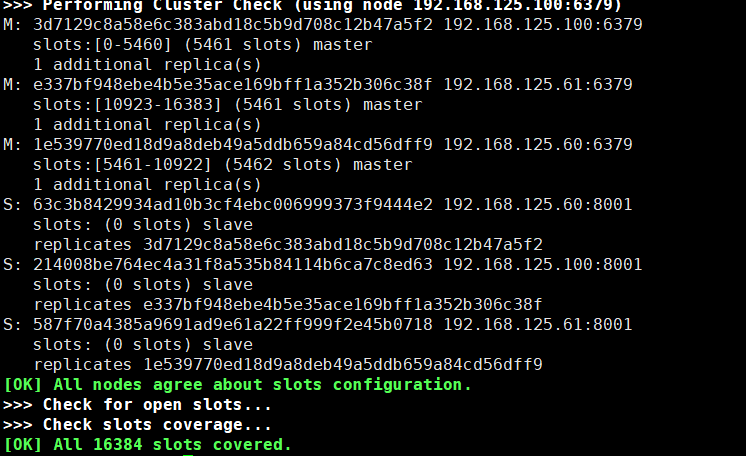 >>> Performing Cluster Check (using node 192.168.125.100:6379)
M: 3d7129c8a58e6c383abd18c5b9d708c12b47a5f2 192.168.125.100:6379
   slots:[0-5460] (5461 slots) master
   1 additional replica(s)
M: e337bf948ebe4b5e35ace169bff1a352b306c38f 192.168.125.61:6379
   slots:[10923-16383] (5461 slots) master
   1 additional replica(s)
M: 1e539770ed18d9a8deb49a5ddb659a84cd56dff9 192.168.125.60:6379
   slots:[5461-10922] (5462 slots) master
   1 additional replica(s)
S: 63c3b8429934ad10b3cf4ebc006999373f9444e2 192.168.125.60:8001
   slots: (0 slots) slave
   replicates 3d7129c8a58e6c383abd18c5b9d708c12b47a5f2
S: 214008be764ec4a31f8a535b84114b6ca7c8ed63 192.168.125.100:8001
   slots: (0 slots) slave
   replicates e337bf948ebe4b5e35ace169bff1a352b306c38f
S: 587f70a4385a9691ad9e61a22ff999f2e45b0718 192.168.125.61:8001
   slots: (0 slots) slave
   replicates 1e539770ed18d9a8deb49a5ddb659a84cd56dff9
[OK] All nodes agree about slots configuration.
>>> Check for open slots...
>>> Check slots coverage...
[OK] All 16384 slots covered.